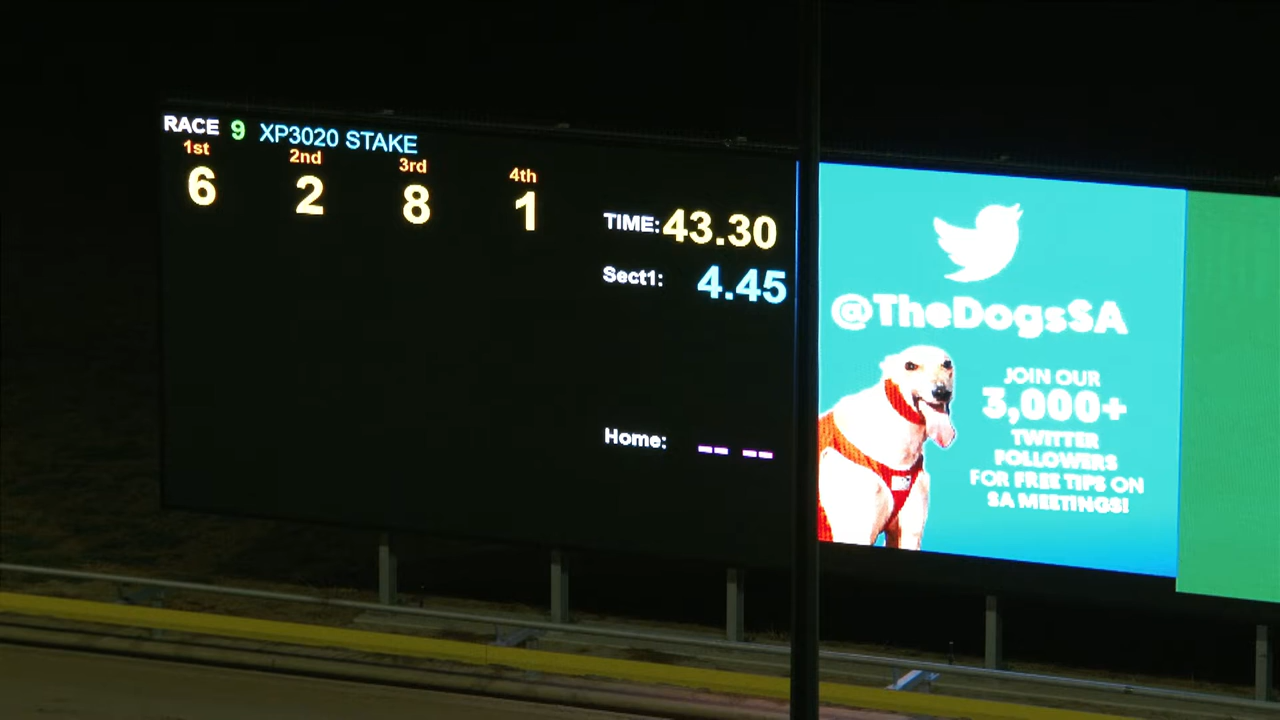 RACE 9 XP3020 STAKE
1st 2nd 3rd 4th
6 2 8 1
TIME: 43.30
Sect1: 4.45
Home: -- --
@TheDogsSA
JOIN OUR
3,000+
TWITTER
FOLLOWERS
FOR FREE TIPS ON
SA MEETINGS!